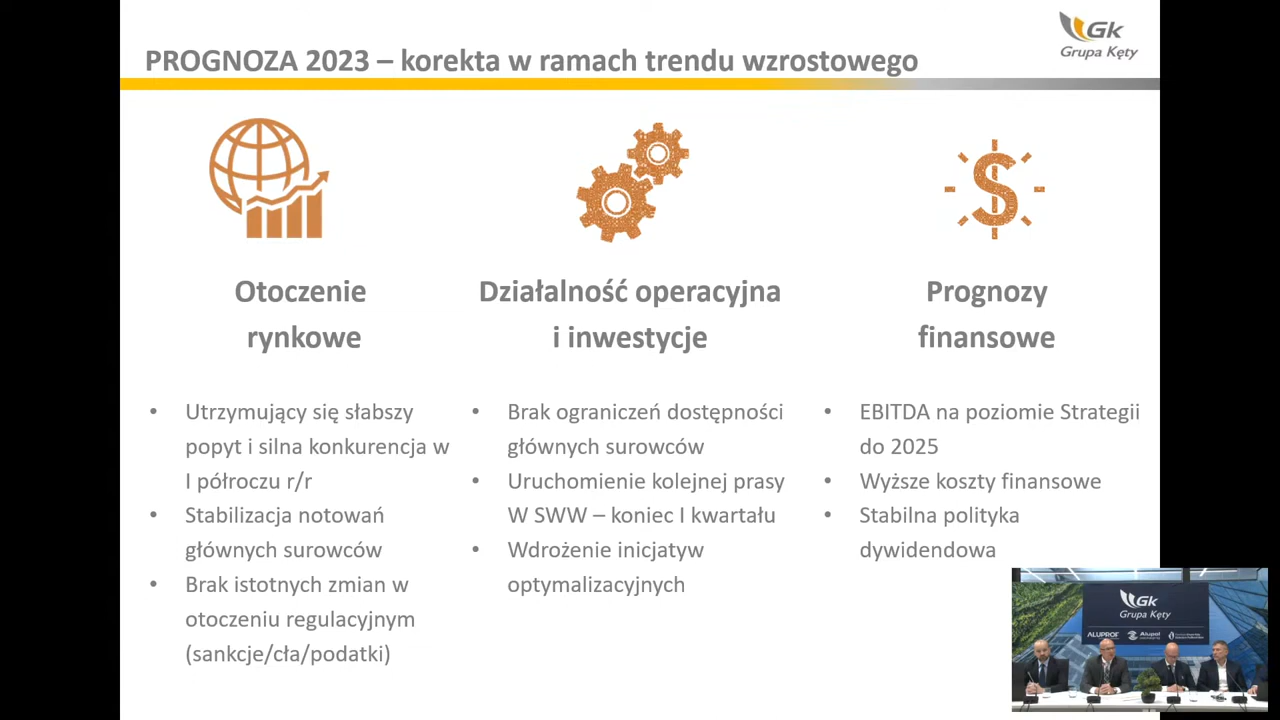 PROGNOZA 2023 – korekta w ramach trendu wzrostowego
Gk
Grupa Kęty
Otoczenie
rynkowe
Utrzymujący się słabszy
popyt i silna konkurencja w
I półroczu r/r
Stabilizacja notowań
głównych surowców
Brak istotnych zmian w
otoczeniu regulacyjnym
(sankcje/cła/podatki)
Działalność operacyjna
i inwestycje
Brak ograniczeń dostępności
głównych surowców
Uruchomienie kolejnej prasy
W SWW – koniec I kwartału
Wdrożenie inicjatyw
optymalizacyjnych
Prognozy
finansowe
EBITDA na poziomie Strategii
do 2025
Wyższe koszty finansowe
Stabilna polityka
dywidendowa
Gk
Grupa Kęty
ALUPROF
Alupol